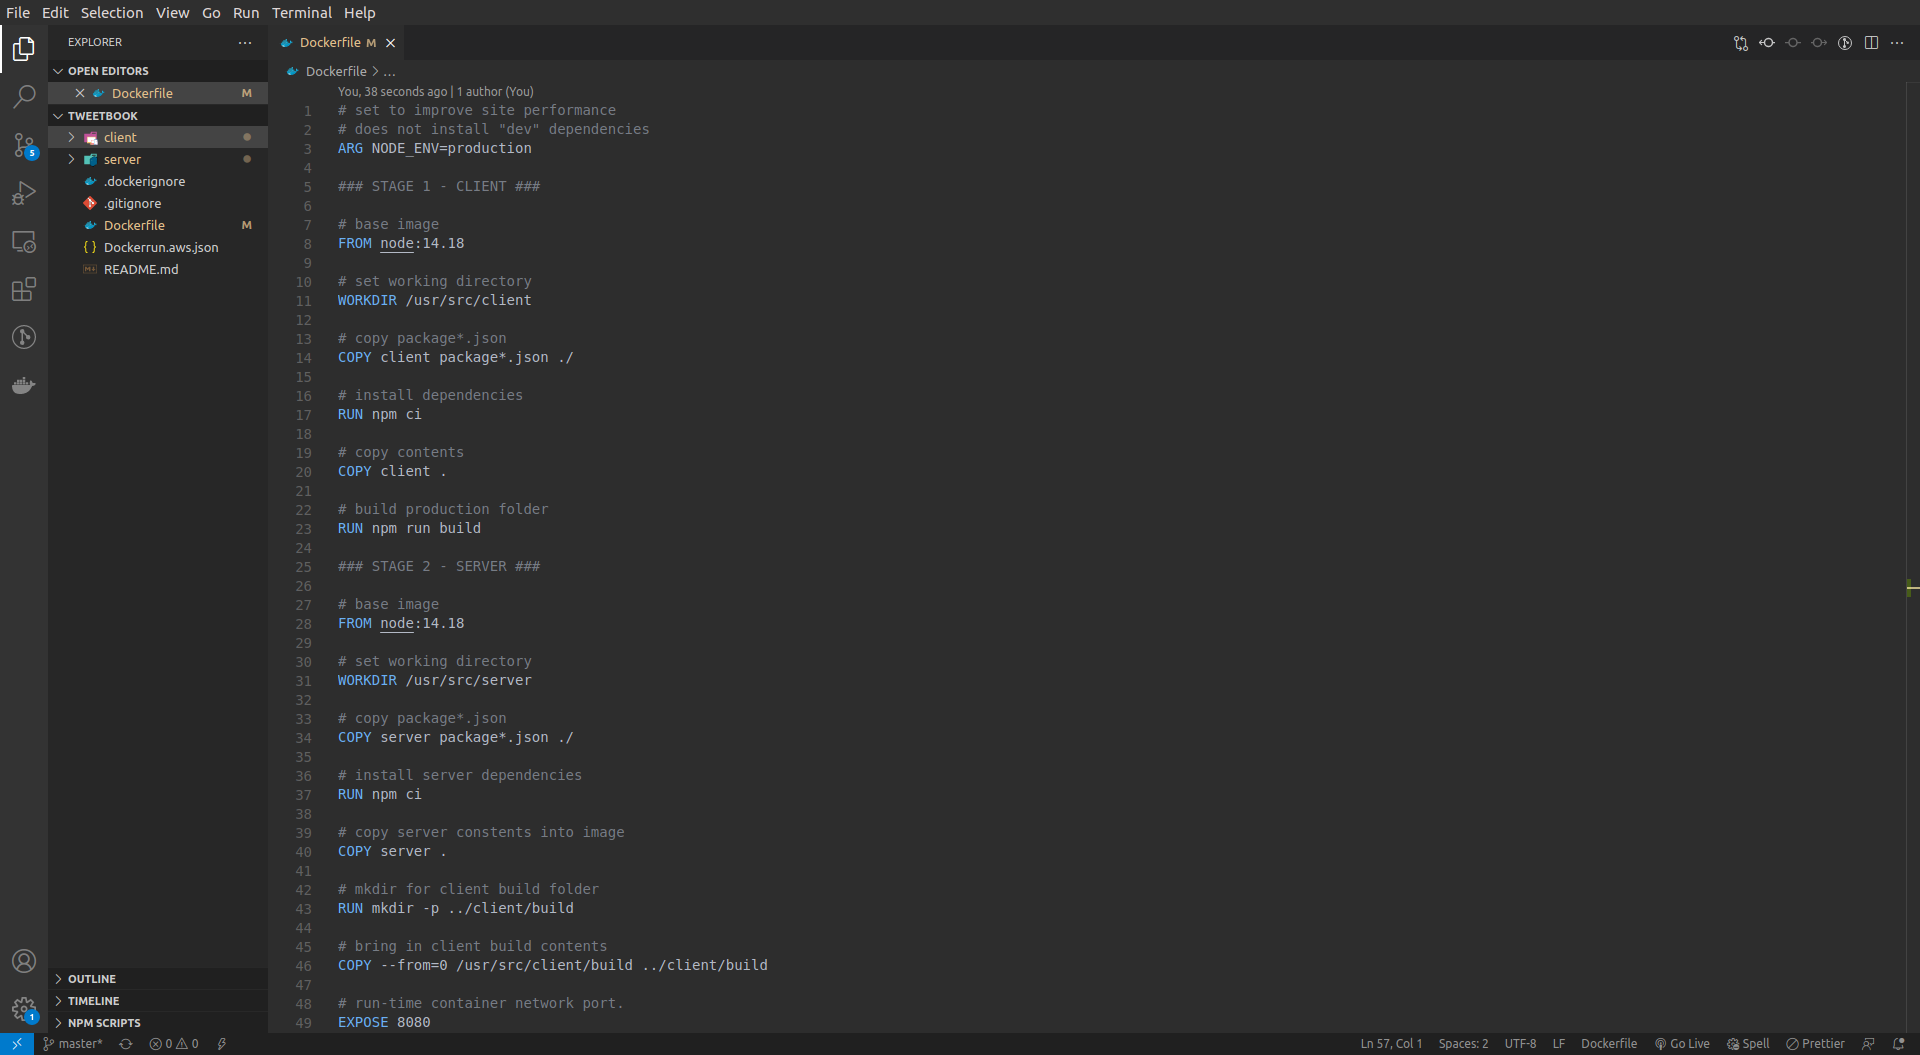 File Edit Selection View Go Run Terminal Help
EXPLORER
OPEN EDITORS
Dockerfile M
TWEETBOOK
client
server
.dockerignore
.gitignore
Dockerfile M
{} Dockerrun.aws.json
README.md
OUTLINE
TIMELINE
NPM SCRIPTS
5
1
Dockerfile M
Dockerfile > ...
You, 38 seconds ago | 1 author (You)
1 # set to improve site performance
2 # does not install "dev" dependencies
3 ARG NODE_ENV=production
4
5 ### STAGE 1 - CLIENT ###
6
7 # base image
8 FROM node:14.18
9
10 # set working directory
11 WORKDIR /usr/src/client
12
13 # copy package*.json
14 COPY client package*.json ./
15
16 # install dependencies
17 RUN npm ci
18
19 # copy contents
20 COPY client .
21
22 # build production folder
23 RUN npm run build
24
25 ### STAGE 2 - SERVER ###
26
27 # base image
28 FROM node:14.18
29
30 # set working directory
31 WORKDIR /usr/src/server
32
33 # copy package*.json
34 COPY server package*.json ./
35
36 # install server dependencies
37 RUN npm ci
38
39 # copy server constents into image
40 COPY server .
41
42 # mkdir for client build folder
43 RUN mkdir -p ../client/build
44
45 # bring in client build contents
46 COPY --from=0 /usr/src/client/build ../client/build
47
48 # run-time container network port.
49 EXPOSE 8080
master* 0 0 Ln 57, Col 1 Spaces: 2 UTF-8 LF Dockerfile Go Live Spell Prettier